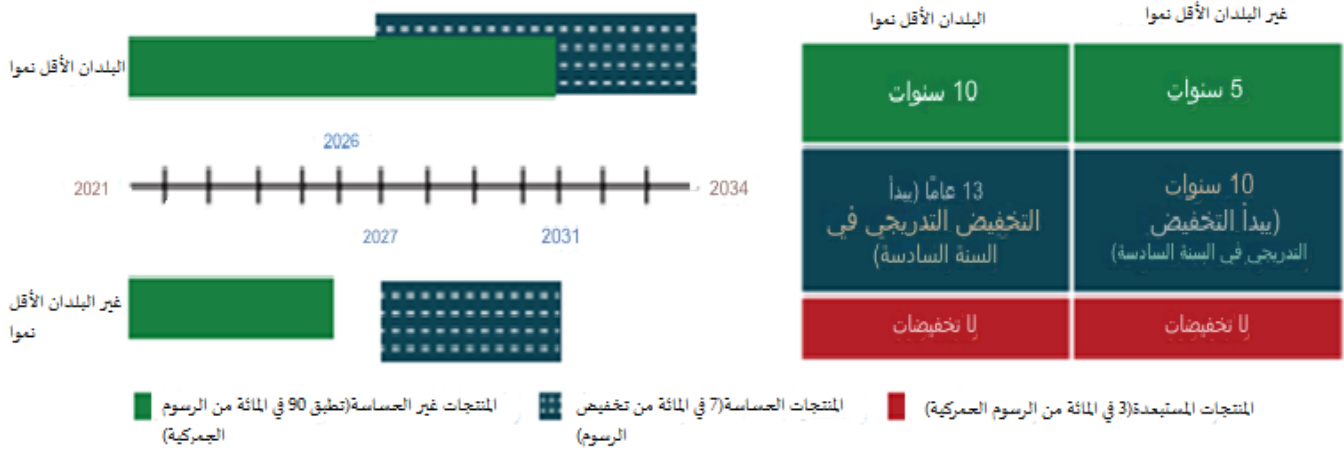 البلدان الأقل نموا
2026
2021
2034
2027
2031
غير البلدان الأقل
نموا
البلدان الأقل نموا
غير البلدان الأقل نموا
10 سنوات
5 سنوات
13 عامًا (يبدأ
التخفيض التدريجي في
السنة السادسة)
10 سنوات
(يبدأ التخفيض
التدريجي في السنة السادسة)
لا تخفيضات
لا تخفيضات
المنتجات غير الحساسة(تطبق 90 في المائة من الرسوم
الجمركية)
المنتجات الحساسة(7 في المائة من تخفيض
الرسوم)
المنتجات المستبعدة(3 في المائة من الرسوم الجمركية)